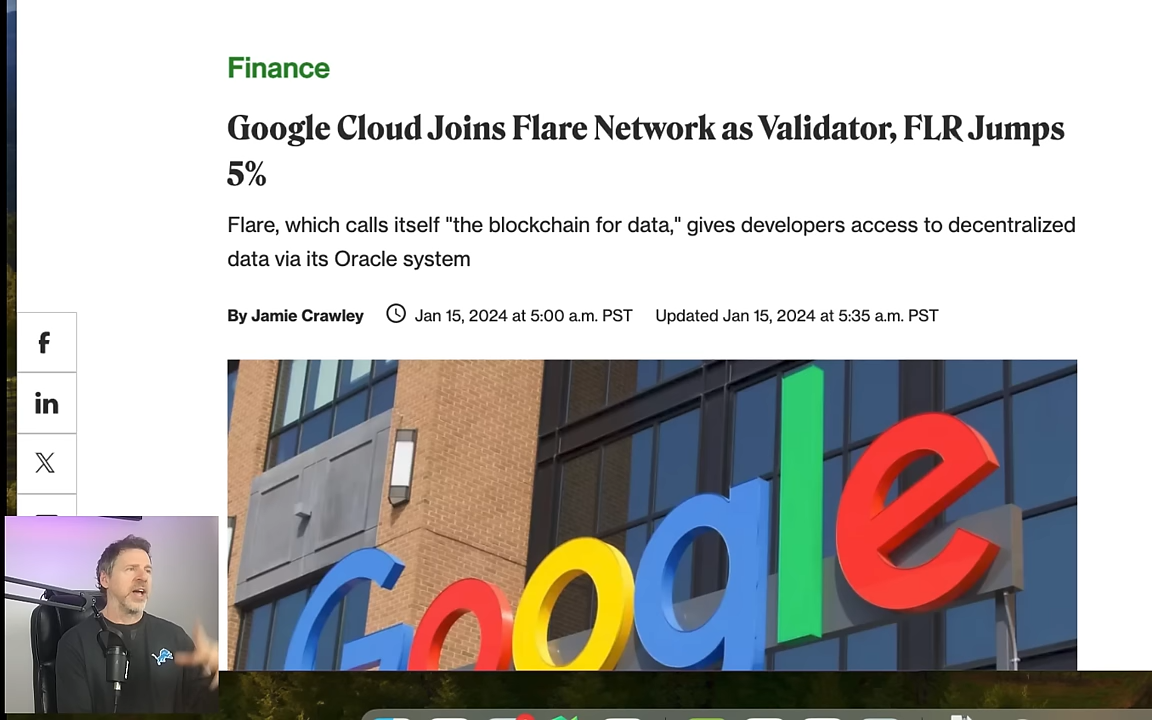 Finance
Google Cloud Joins Flare Network as Validator, FLR Jumps
5%
Flare, which calls itself "the blockchain for data," gives developers access to decentralized
data via its Oracle system
By Jamie Crawley Jan 15, 2024 at 5:00 a.m. PST Updated Jan 15, 2024 at 5:35 a.m. PST
f
in
X
Google